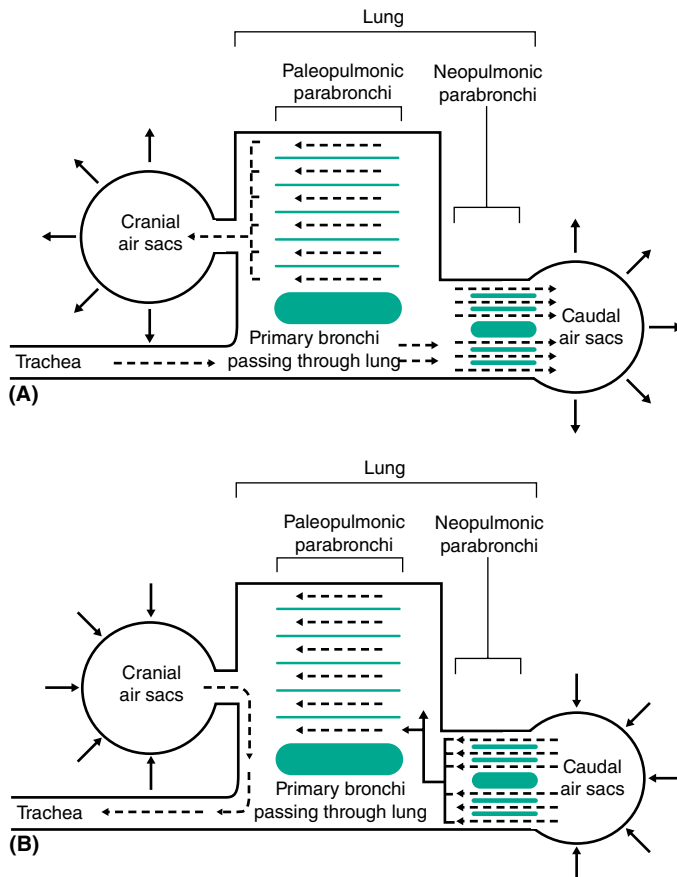 Lung
Paleopulmonic
parabronchi
Neopulmonic
parabronchi
Cranial
air sacs
Caudal
air sacs
Primary bronchi
passing through lung
Trachea
(A)
Lung
Paleopulmonic
parabronchi
Neopulmonic
parabronchi
Cranial
air sacs
Caudal
air sacs
Primary bronchi
passing through lung
Trachea
(B)